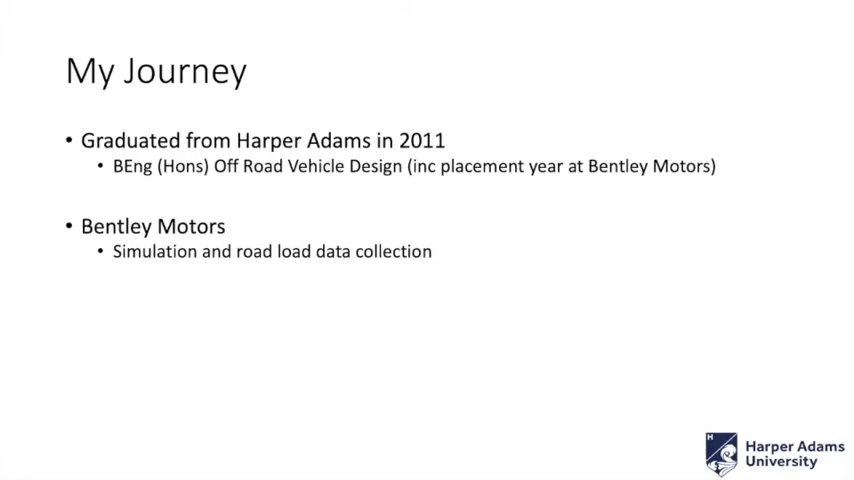 My Journey
• Graduated from Harper Adams in 2011
• BEng (Hons) Off Road Vehicle Design (inc placement year at Bentley Motors)
• Bentley Motors
• Simulation and road load data collection
H
Harper Adams
University